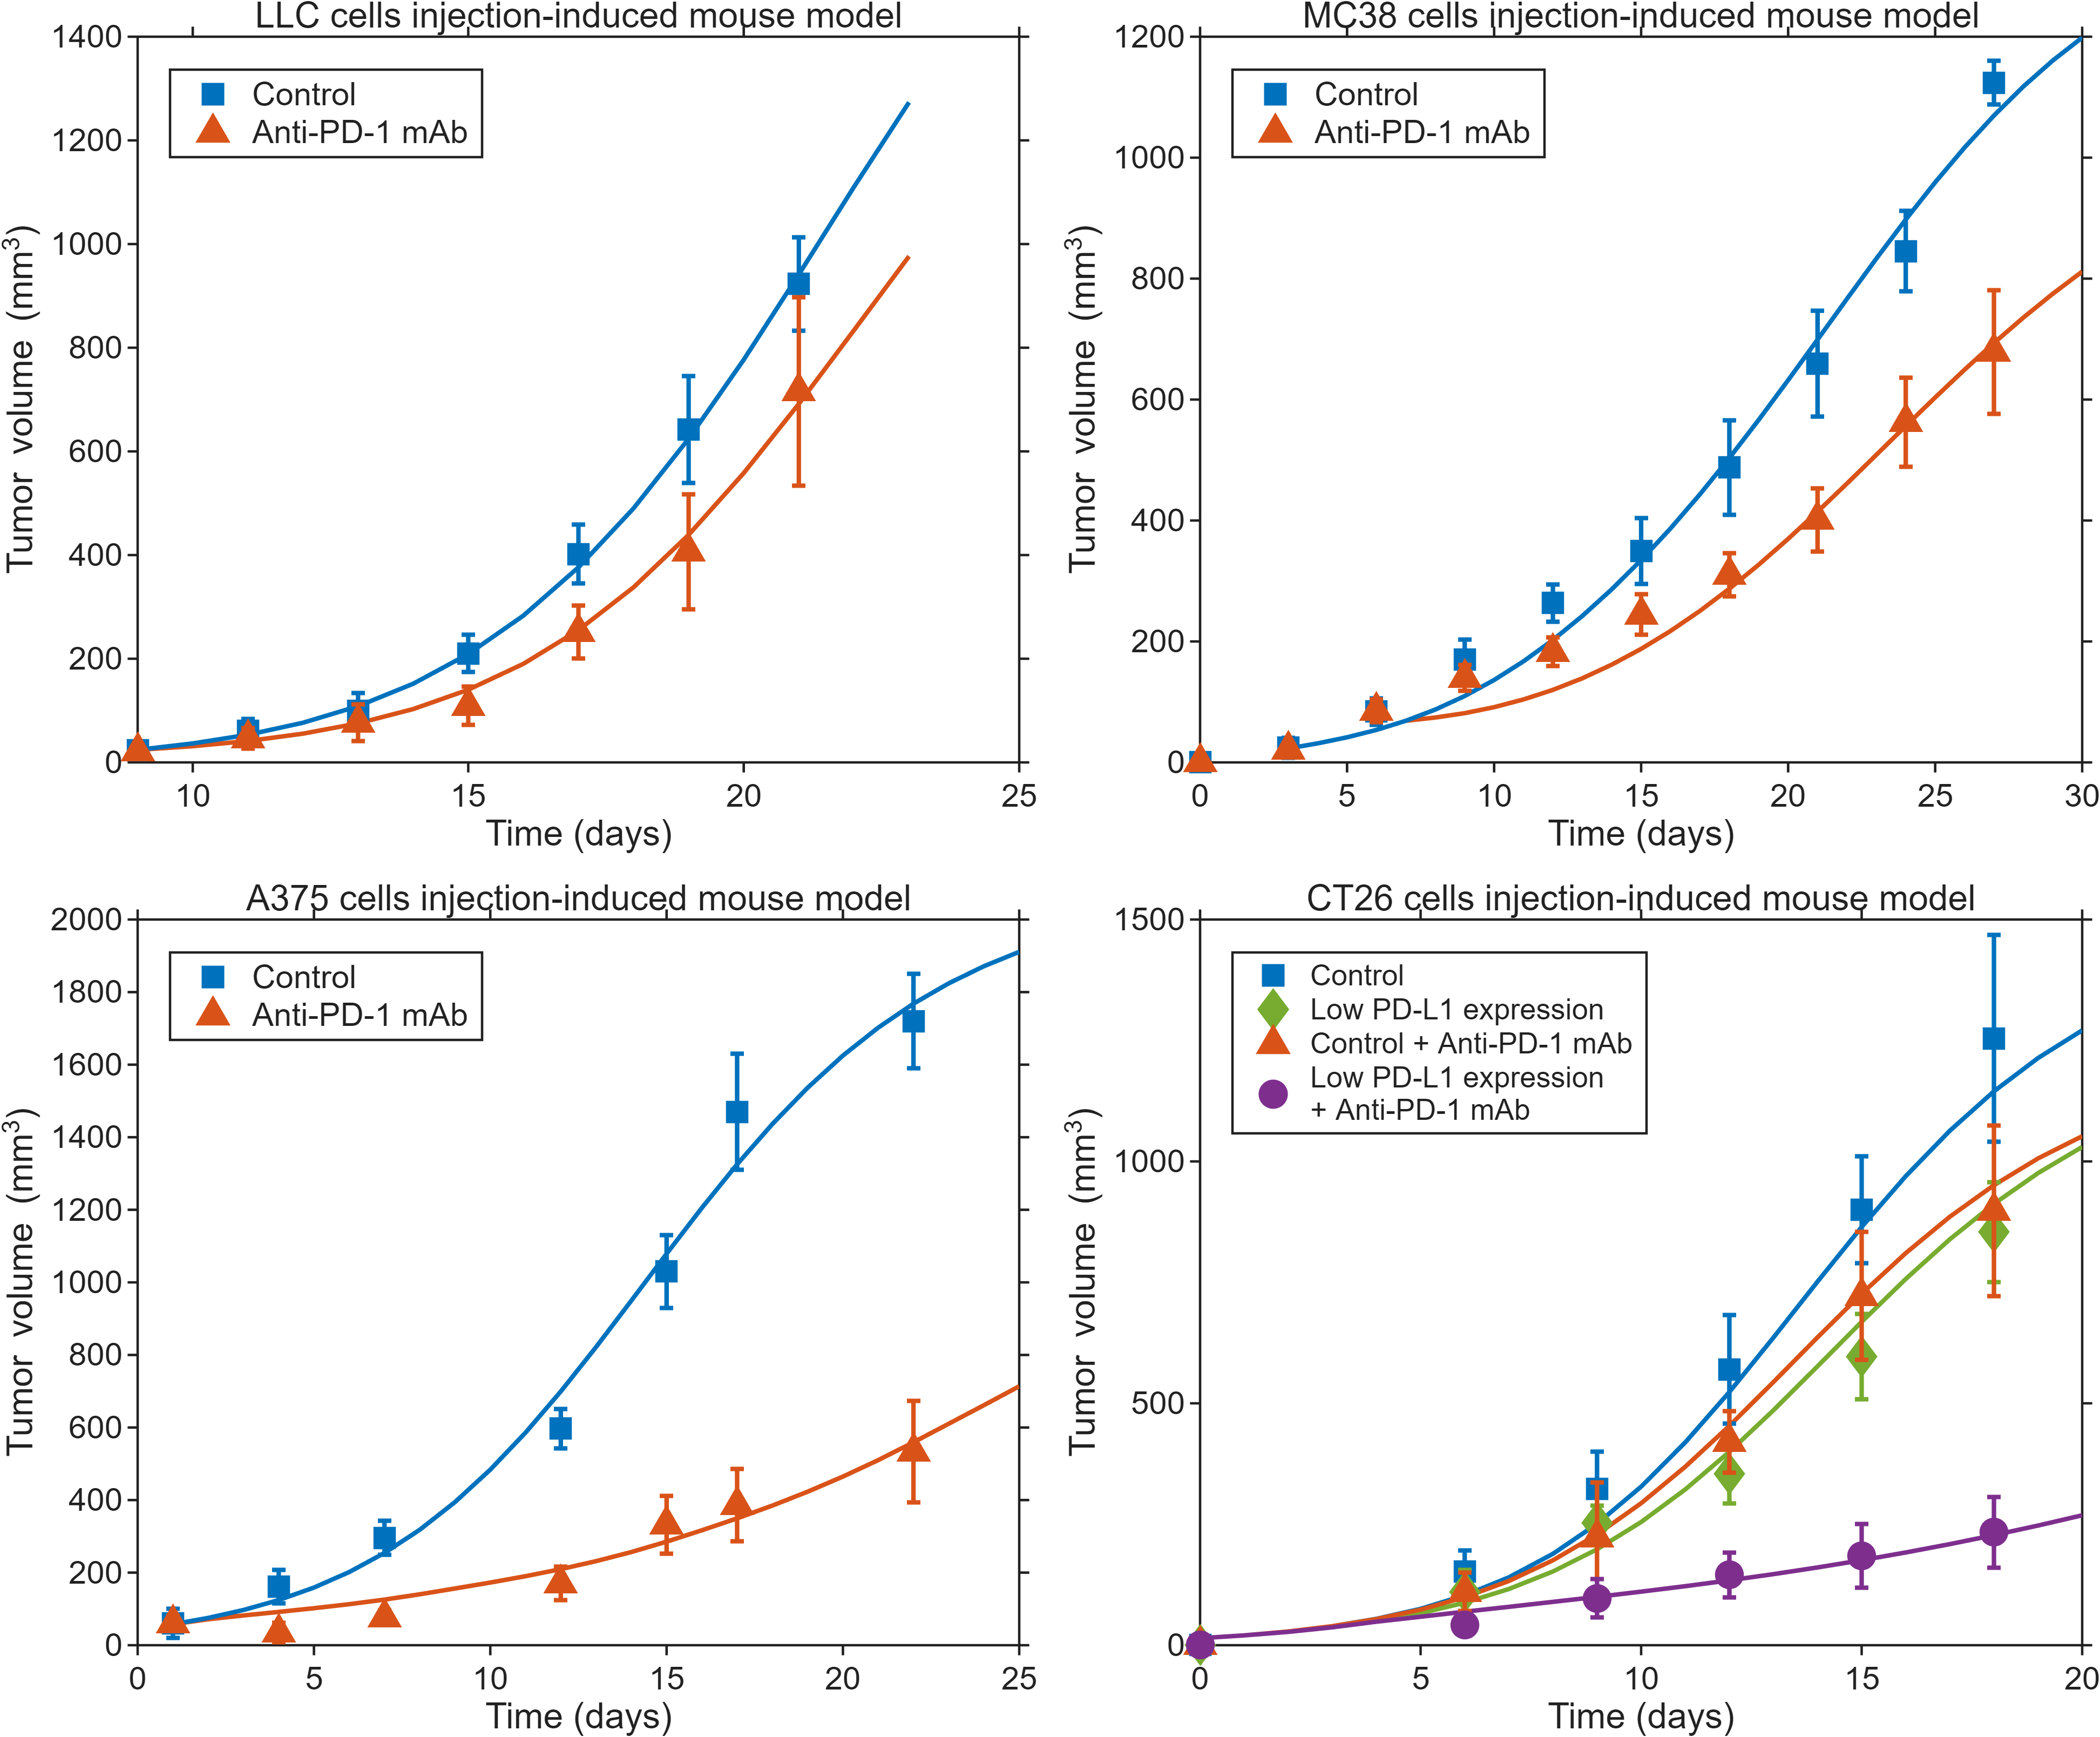 LLC cells injection-induced mouse model
1400
1200
1000
800
600
400
200
0
Tumor volume (mm³)
Control
Anti-PD-1 mAb
10 15 20 25
Time (days)
MC38 cells injection-induced mouse model
1200
1000
800
600
400
200
0
Tumor volume (mm³)
Control
Anti-PD-1 mAb
0 5 10 15 20 25 30
Time (days)
A375 cells injection-induced mouse model
2000
1800
1600
1400
1200
1000
800
600
400
200
0
Tumor volume (mm³)
Control
Anti-PD-1 mAb
0 5 10 15 20 25
Time (days)
CT26 cells injection-induced mouse model
1500
1000
500
0
Tumor volume (mm³)
Control
Low PD-L1 expression
Control + Anti-PD-1 mAb
Low PD-L1 expression
+ Anti-PD-1 mAb
0 5 10 15 20
Time (days)